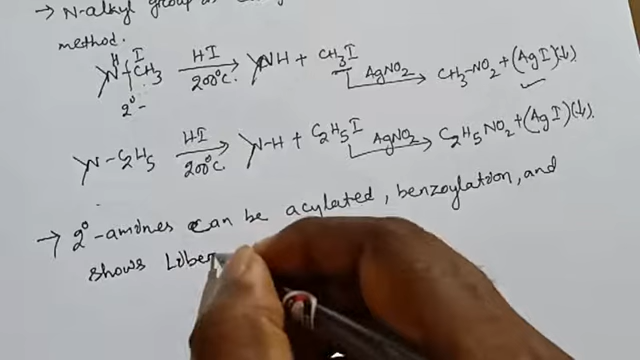 → N-alkyl group
method.
H I
>N+CH₃ HI 200°C. → >NH + CH₃I AgNO₂ → CH₃-NO₂ + (AgI)(↓)
2°-
>N-C₂H₅ HI 200°C. → >N-H + C₂H₅I AgNO₂ → C₂H₅NO₂ + (AgI)(↓).
→ 2°-amines can be acylated, benzoylation, and
shows Liber